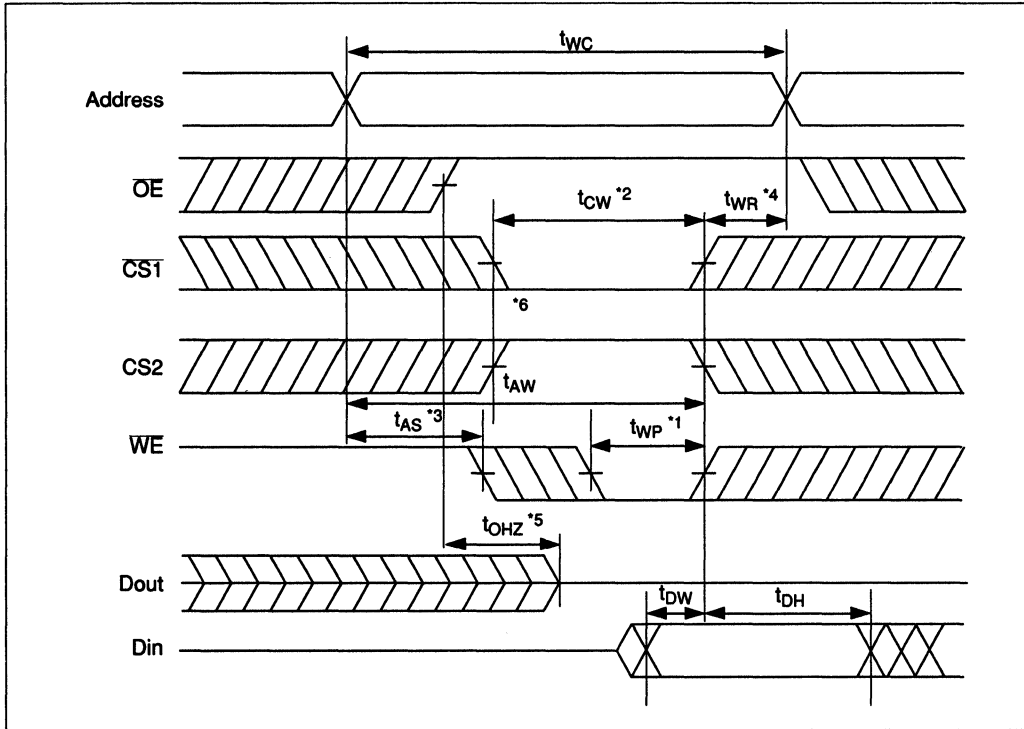 tWC
Address
OE
tCW *2
tWR *4
CS1
*6
CS2
tAW
tAS *3
tWP *1
WE
tOHZ *5
Dout
tDW
tDH
Din